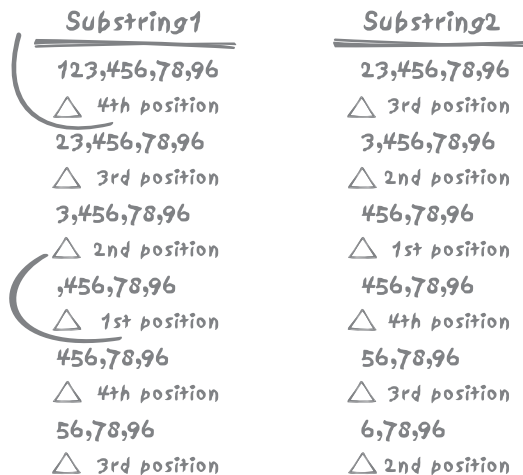 Substring1
123,456,78,96
4th position
23,456,78,96
3rd position
3,456,78,96
2nd position
,456,78,96
1st position
456,78,96
4th position
56,78,96
3rd position
Substring2
23,456,78,96
3rd position
3,456,78,96
2nd position
456,78,96
1st position
456,78,96
4th position
56,78,96
3rd position
6,78,96
2nd position